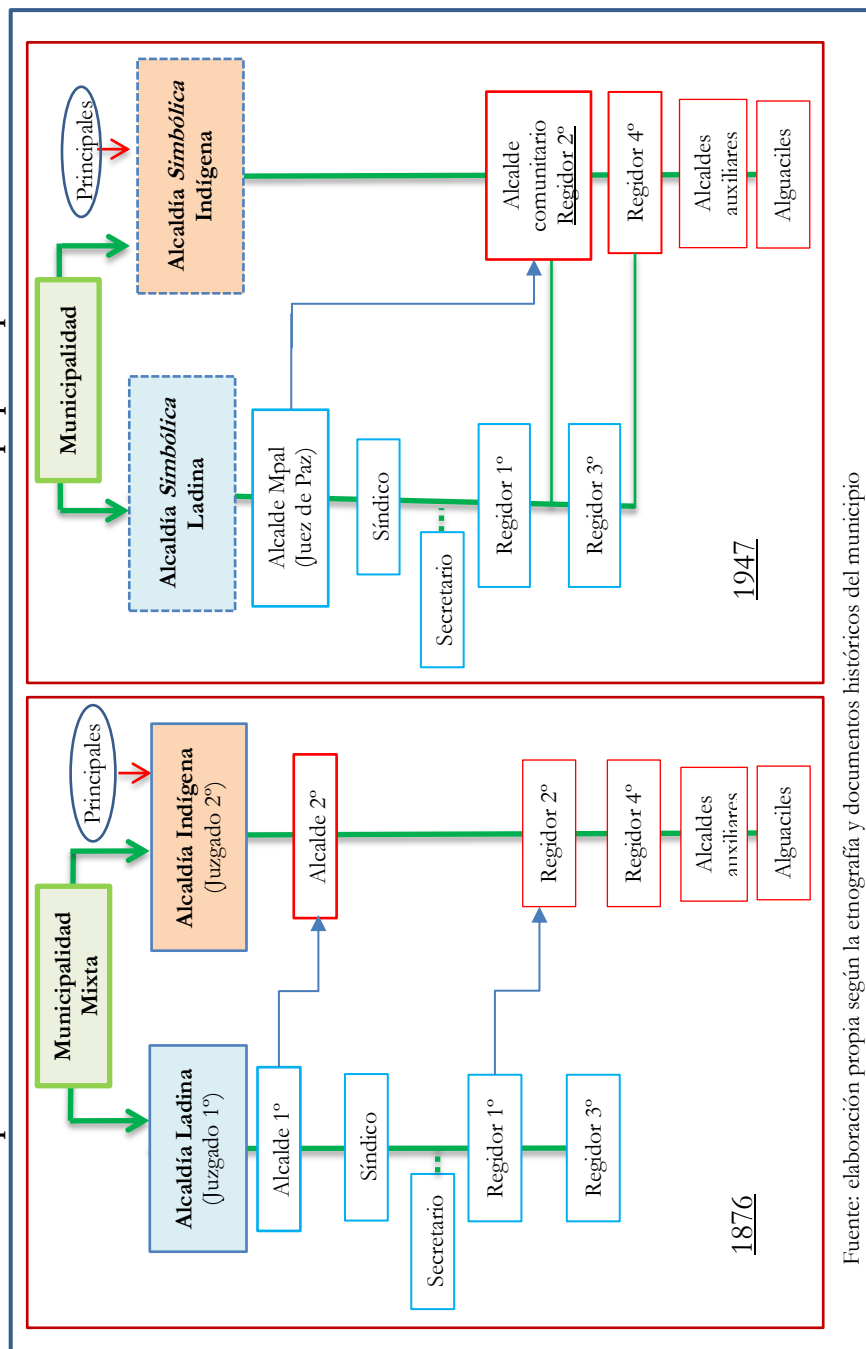 Municipalidad
Mixta
Principales
Alcaldía Ladina
(Juzgado 1º)
Alcaldía Indígena
(Juzgado 2º)
Alcalde 1º
Alcalde 2º
Síndico
Secretario
Regidor 1º
Regidor 2º
Regidor 3º
Regidor 4º
Alcaldes
auxiliares
Alguaciles
1876
Municipalidad
Principales
Alcaldía Simbólica
Ladina
Alcaldía Simbólica
Indígena
Alcalde Mpal
(Juez de Paz)
Síndico
Secretario
Regidor 1º
Alcalde
comunitario
Regidor 2º
Regidor 3º
Regidor 4º
Alcaldes
auxiliares
Alguaciles
1947
Fuente: elaboración propia según la etnografía y documentos históricos del municipio